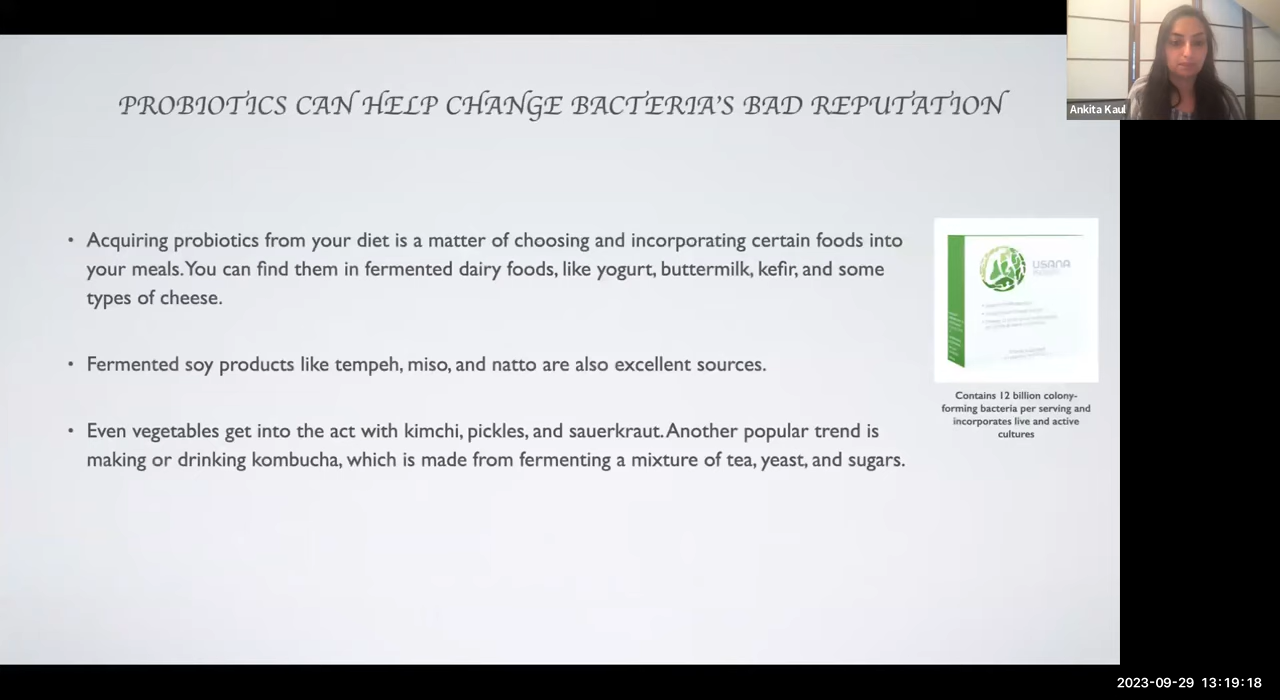 PROBIOTICS CAN HELP CHANGE BACTERIA'S BAD REPUTATION
Ankita Kaul
• Acquiring probiotics from your diet is a matter of choosing and incorporating certain foods into
your meals. You can find them in fermented dairy foods, like yogurt, buttermilk, kefir, and some
types of cheese.
• Fermented soy products like tempeh, miso, and natto are also excellent sources.
• Even vegetables get into the act with kimchi, pickles, and sauerkraut. Another popular trend is
making or drinking kombucha, which is made from fermenting a mixture of tea, yeast, and sugars.
USANA
Contains 12 billion colony-
forming bacteria per serving and
incorporates live and active
cultures
2023-09-29 13:19:18